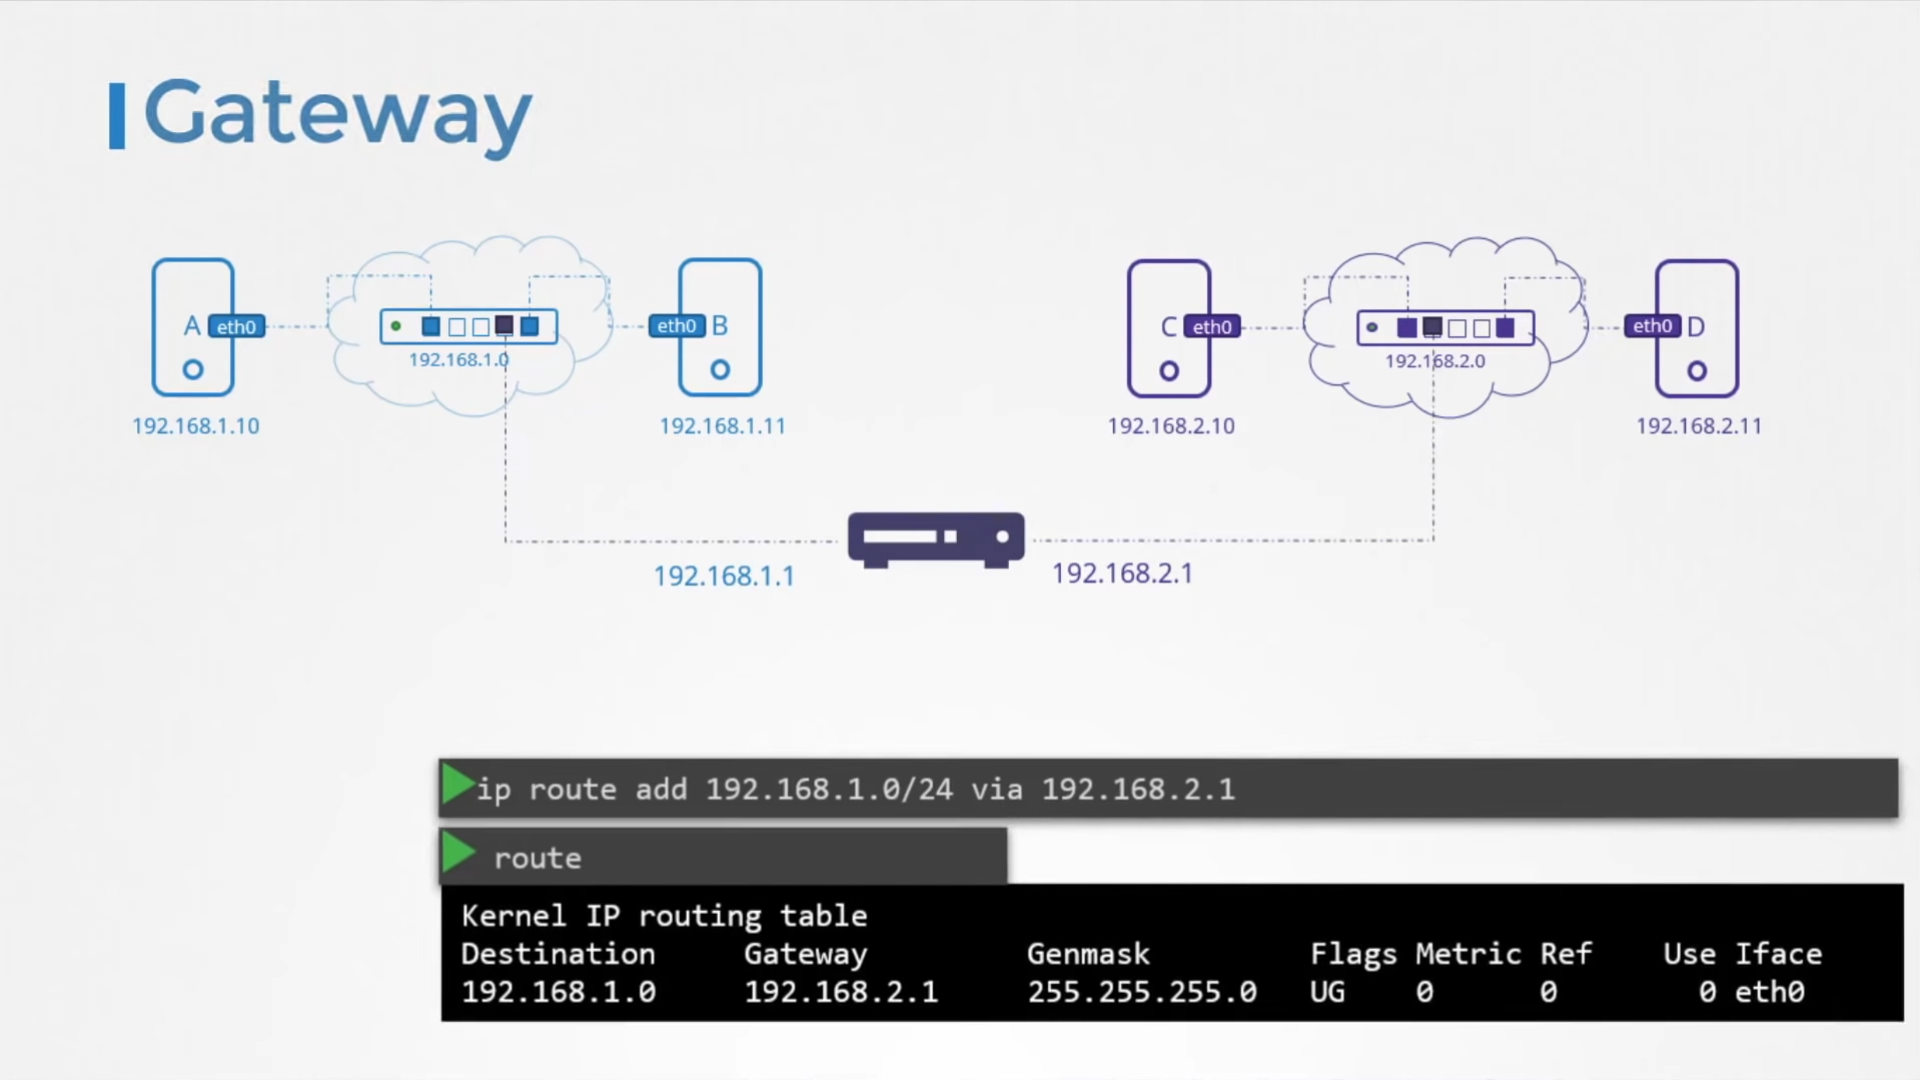 Gateway
A eth0
192.168.1.0
eth0 B
C eth0
192.168.2.0
eth0 D
192.168.1.10
192.168.1.11
192.168.2.10
192.168.2.11
192.168.1.1
192.168.2.1
ip route add 192.168.1.0/24 via 192.168.2.1
route
Kernel IP routing table
Destination Gateway Genmask Flags Metric Ref Use Iface
192.168.1.0 192.168.2.1 255.255.255.0 UG 0 0 0 eth0